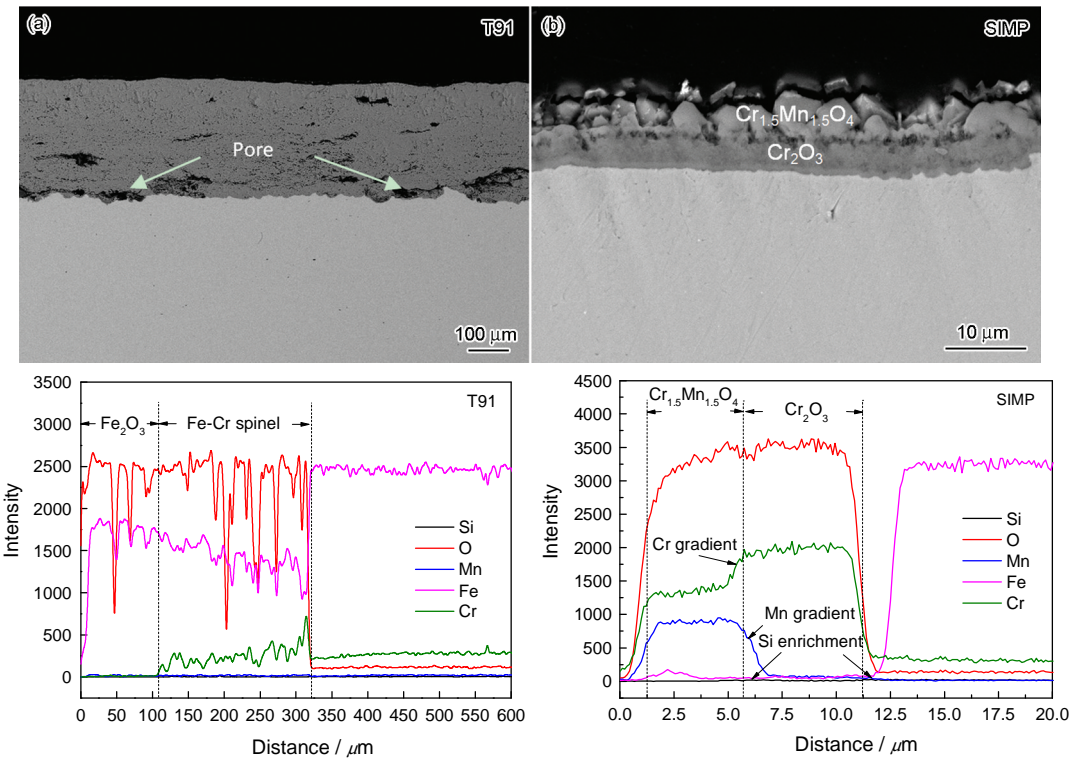 (a)
T91
Pore
100 μm
(b)
SIMP
Cr1.5Mn1.5O4
Cr2O3
10 μm
3500
3000
2500
2000
1500
1000
500
0
Intensity
T91
Fe2O3
Fe-Cr spinel
Si
O
Mn
Fe
Cr
0 50 100 150 200 250 300 350 400 450 500 550 600
Distance / μm
4500
4000
3500
3000
2500
2000
1500
1000
500
0
Intensity
Cr1.5Mn1.5O4
Cr2O3
SIMP
Cr gradient
Mn gradient
Si enrichment
Si
O
Mn
Fe
Cr
0.0 2.5 5.0 7.5 10.0 12.5 15.0 17.5 20.0
Distance / μm